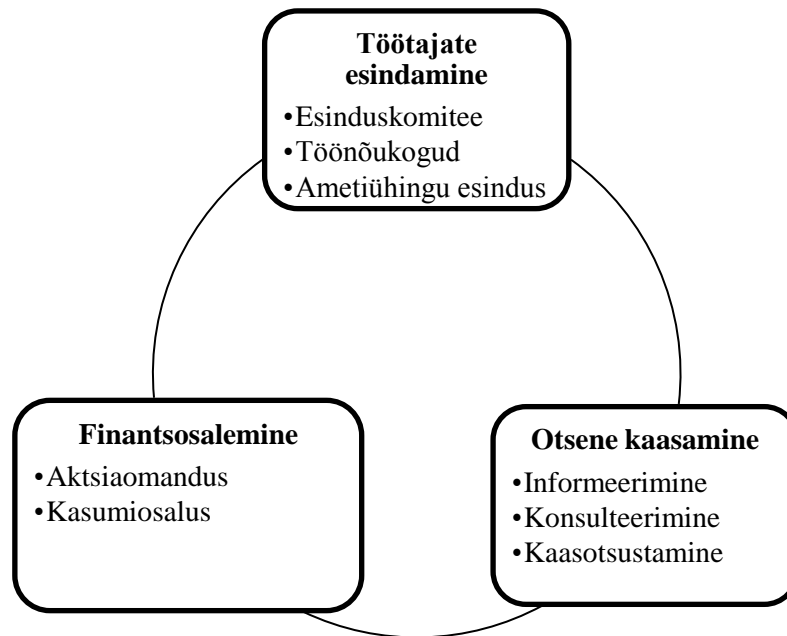 Töötajate
esindamine
•Esinduskomitee
•Töönõukogud
•Ametiühingu esindus
Finantsosalemine
•Aktsiaomandus
•Kasumiosalus
Otsene kaasamine
•Informeerimine
•Konsulteerimine
•Kaasotsustamine